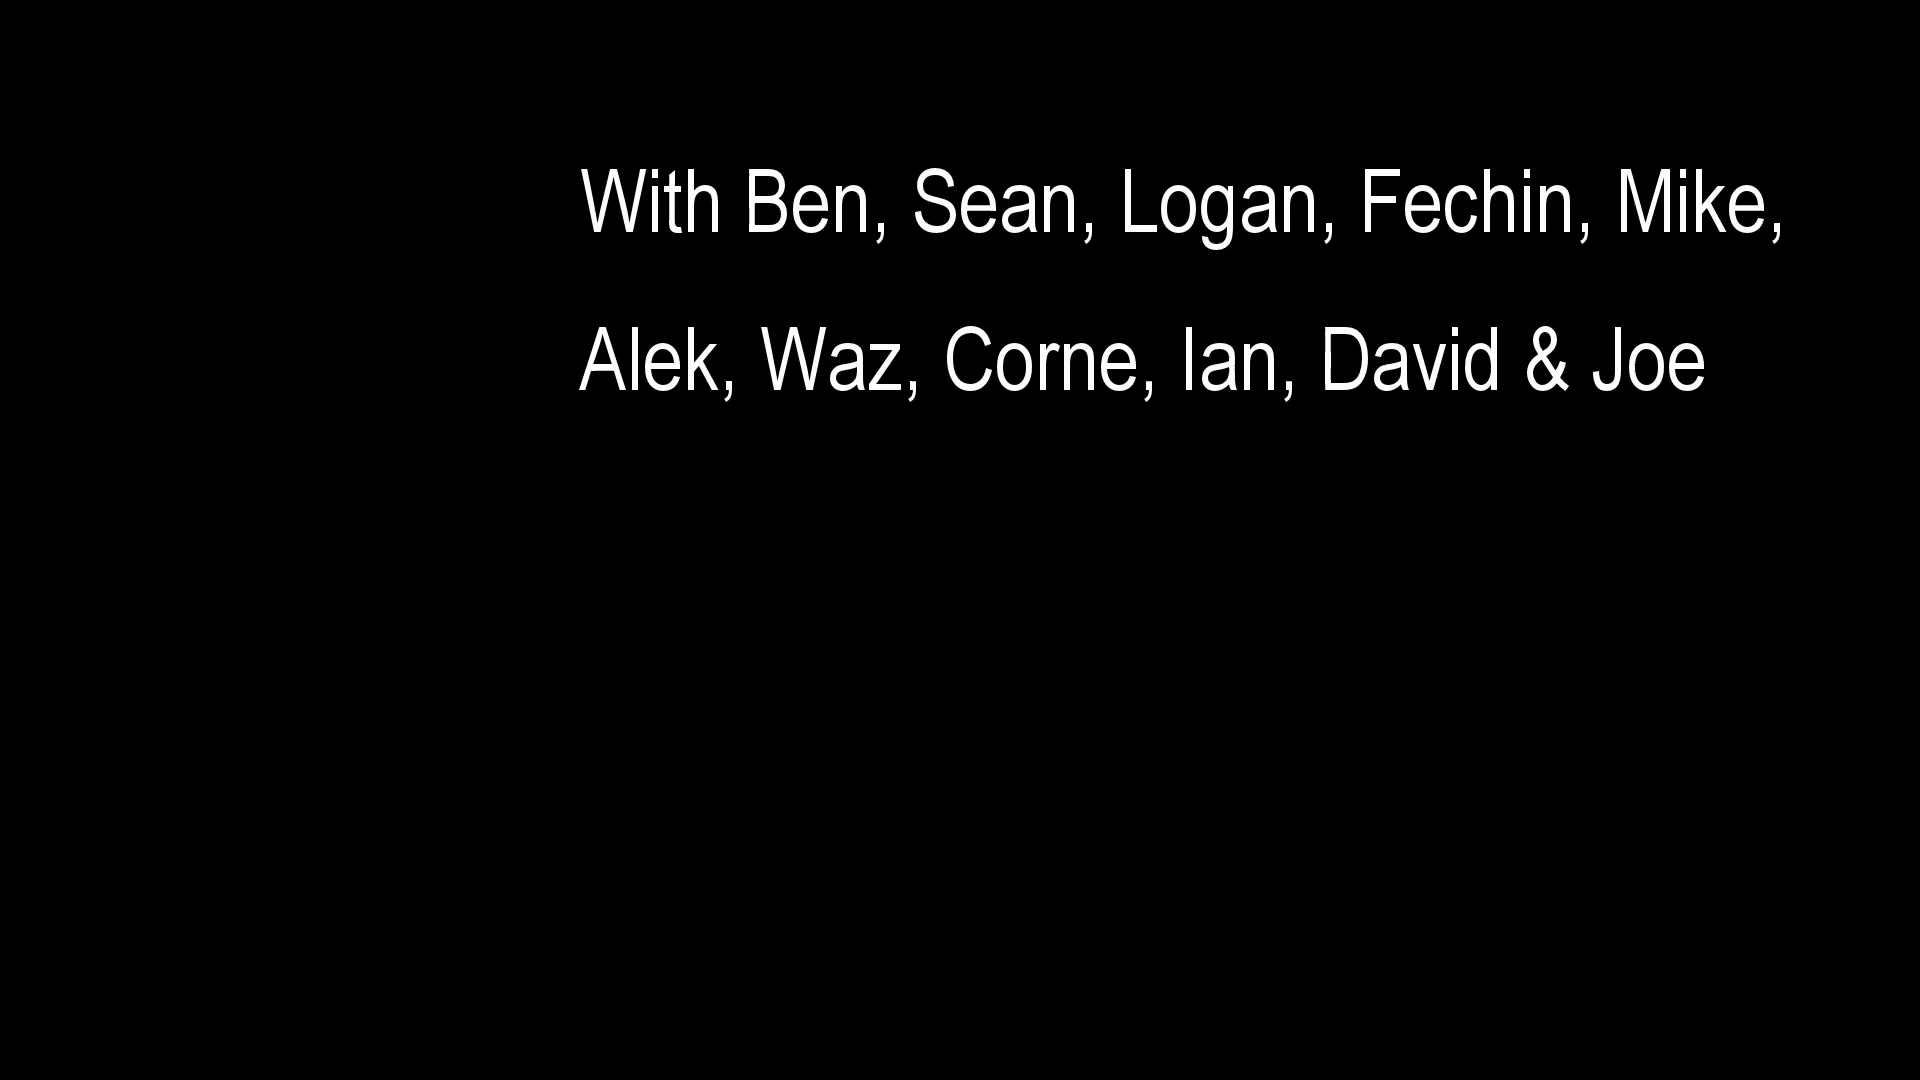 With Ben, Sean, Logan, Fechin, Mike,
Alek, Waz, Corne, Ian, David & Joe